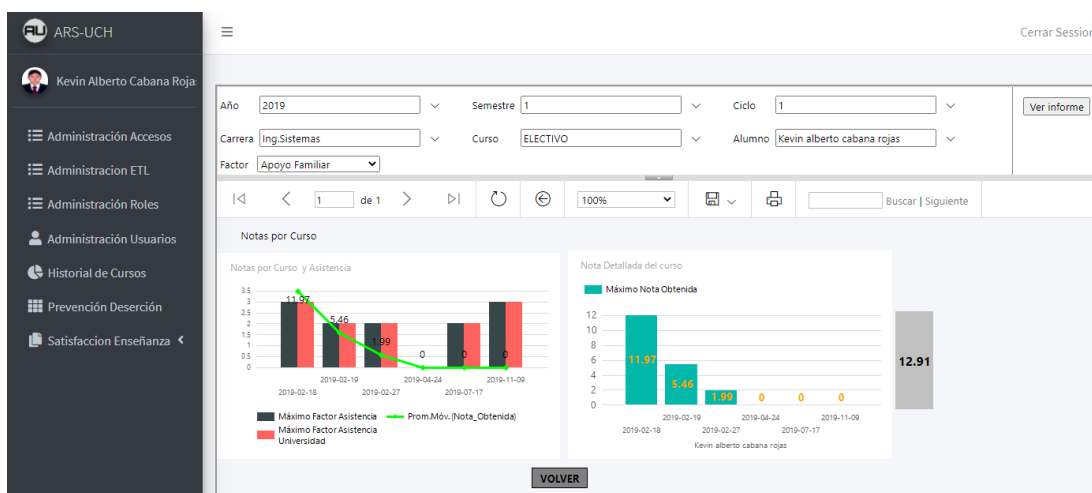 AU ARS-UCH
Cerrar Session
Kevin Alberto Cabana Rojas
Administración Accesos
Administracion ETL
Administración Roles
Administración Usuarios
Historial de Cursos
Prevención Deserción
Satisfaccion Enseñanza
Año 2019 Semestre 1 Ciclo 1 Ver informe
Carrera Ing.Sistemas Curso ELECTIVO Alumno Kevin alberto cabana rojas
Factor Apoyo Familiar
1 de 1 100% Buscar | Siguiente
Notas por Curso
Notas por Curso y Asistencia
3.5
3
2.5
2
1.5
1
0.5
0
11.97 5.46 1.99 0 0 0
2019-02-19 2019-04-24 2019-11-09
2019-02-18 2019-02-27 2019-07-17
Máximo Factor Asistencia Prom.Móv.(Nota_Obtenida)
Máximo Factor Asistencia
Universidad
Nota Detallada del curso
Máximo Nota Obtenida
12
10
8
6
4
2
0
11.97 5.46 1.99 0 0 0
2019-02-19 2019-04-24 2019-11-09
2019-02-18 2019-02-27 2019-07-17
Kevin alberto cabana rojas
12.91
VOLVER